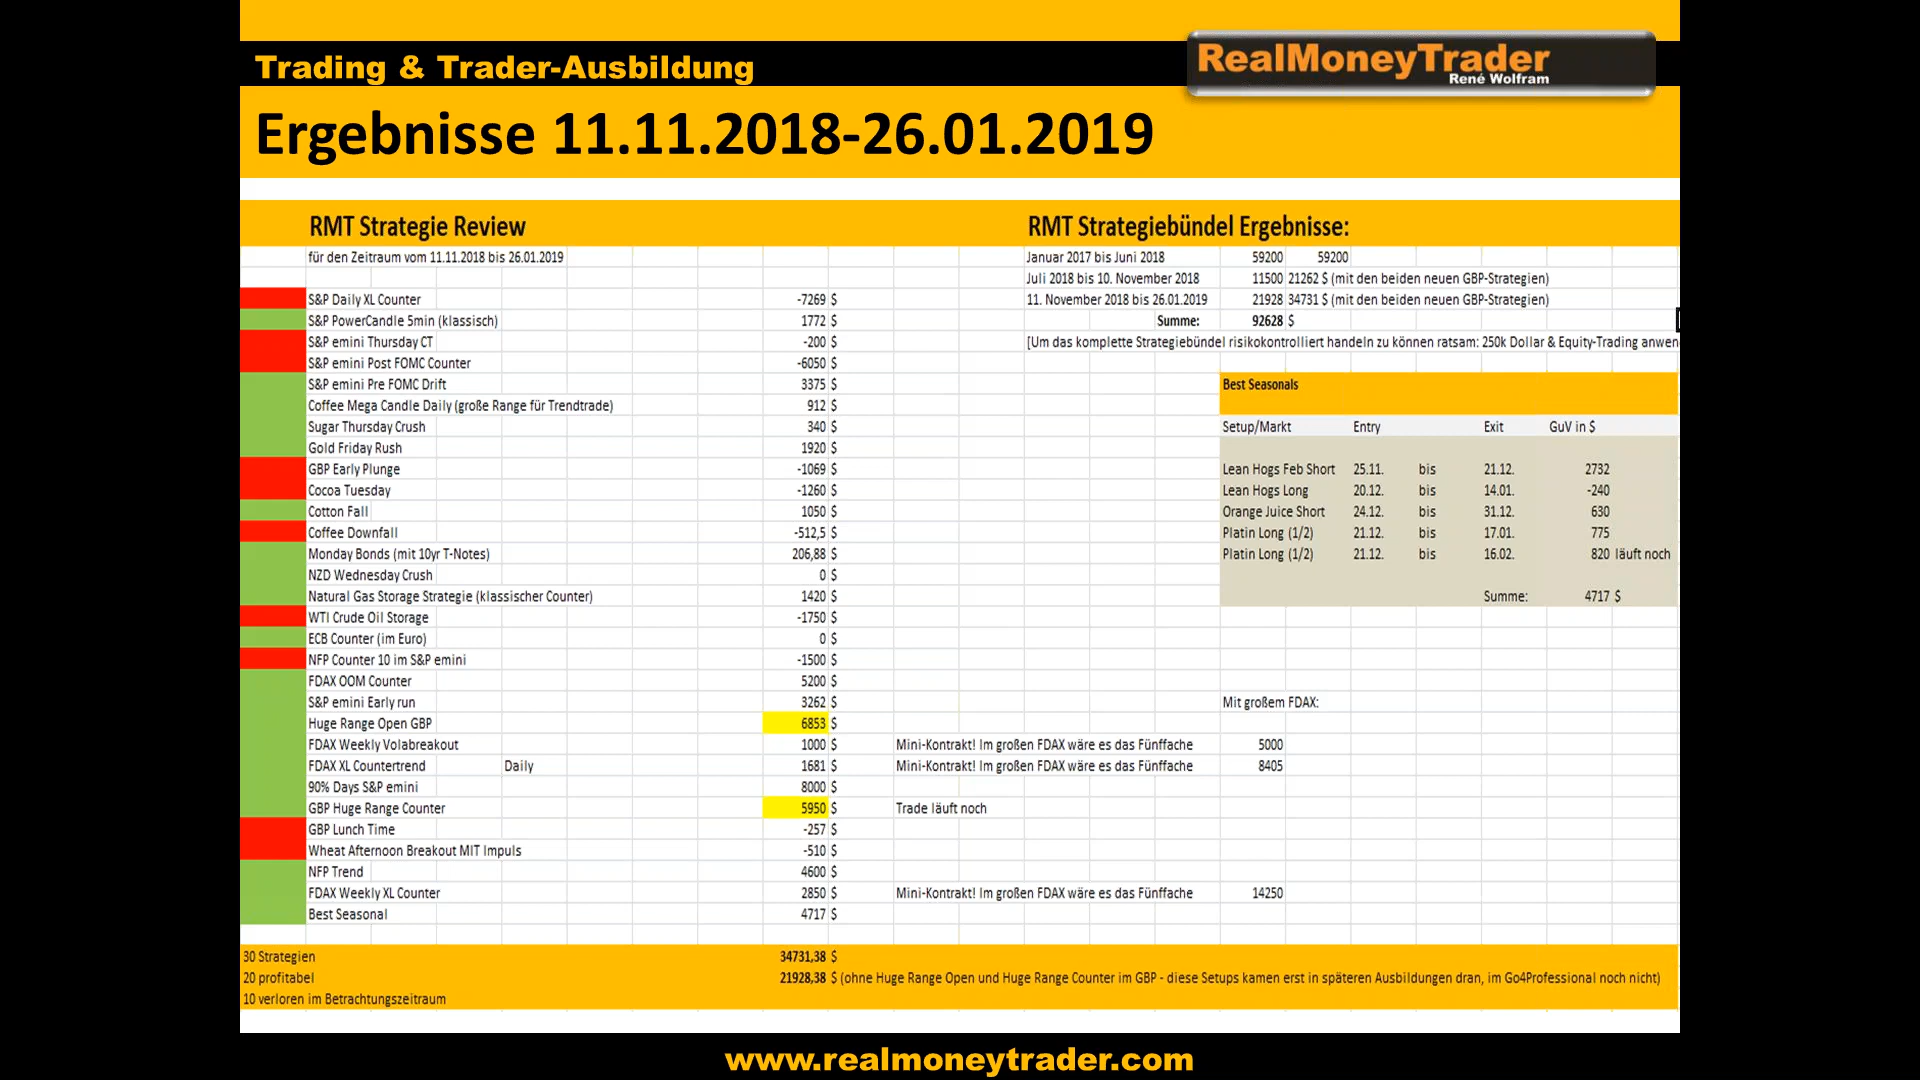 Trading & Trader-Ausbildung
RealMoneyTrader
René Wolfram
Ergebnisse 11.11.2018-26.01.2019
RMT Strategie Review
für den Zeitraum vom 11.11.2018 bis 26.01.2019
S&P Daily XL Counter -7269 $
S&P PowerCandle 5min (klassisch) 1772 $
S&P emini Thursday CT -200 $
S&P emini Post FOMC Counter -6050 $
S&P emini Pre FOMC Drift 3375 $
Coffee Mega Candle Daily (große Range für Trendtrade) 912 $
Sugar Thursday Crush 340 $
Gold Friday Rush 1920 $
GBP Early Plunge -1069 $
Cocoa Tuesday -1260 $
Cotton Fall 1050 $
Coffee Downfall -512,5 $
Monday Bonds (mit 10yr T-Notes) 206,88 $
NZD Wednesday Crush 0 $
Natural Gas Storage Strategie (klassischer Counter) 1420 $
WTI Crude Oil Storage -1750 $
ECB Counter (im Euro) 0 $
NFP Counter 10 im S&P emini -1500 $
FDAX OOM Counter 5200 $
S&P emini Early run 3262 $
Huge Range Open GBP 6853 $
FDAX Weekly Volabreakout 1000 $ Mini-Kontrakt! Im großen FDAX wäre es das Fünffache 5000
FDAX XL Countertrend Daily 1681 $ Mini-Kontrakt! Im großen FDAX wäre es das Fünffache 8405
90% Days S&P emini 8000 $
GBP Huge Range Counter 5950 $ Trade läuft noch
GBP Lunch Time -257 $
Wheat Afternoon Breakout MIT Impuls -510 $
NFP Trend 4600 $
FDAX Weekly XL Counter 2850 $ Mini-Kontrakt! Im großen FDAX wäre es das Fünffache 14250
Best Seasonal 4717 $
RMT Strategiebündel Ergebnisse:
Januar 2017 bis Juni 2018 59200 59200
Juli 2018 bis 10. November 2018 11500 21262 $ (mit den beiden neuen GBP-Strategien)
11. November 2018 bis 26.01.2019 21928 34731 $ (mit den beiden neuen GBP-Strategien)
Summe: 92628 $
[Um das komplette Strategiebündel risikokontrolliert handeln zu können ratsam: 250k Dollar & Equity-Trading anwen
Best Seasonals
Setup/Markt Entry Exit GuV in $
Lean Hogs Feb Short 25.11. bis 21.12. 2732
Lean Hogs Long 20.12. bis 14.01. -240
Orange Juice Short 24.12. bis 31.12. 630
Platin Long (1/2) 21.12. bis 17.01. 775
Platin Long (1/2) 21.12. bis 16.02. 820 läuft noch
Summe: 4717 $
Mit großem FDAX:
30 Strategien 34731,38 $
20 profitabel 21928,38 $ (ohne Huge Range Open und Huge Range Counter im GBP - diese Setups kamen erst in späteren Ausbildungen dran, im Go4Professional noch nicht)
10 verloren im Betrachtungszeitraum
www.realmoneytrader.com